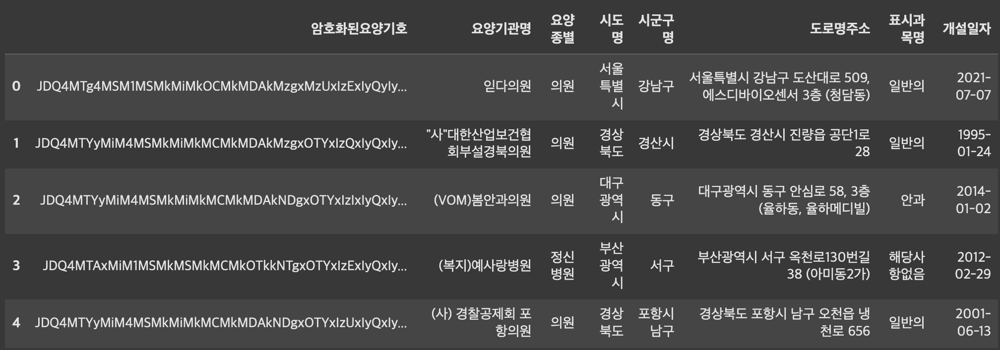 암호화된요양기호 요양기관명 요양종별 시도명 시군구명 도로명주소 표시과목명 개설일자
0 JDQ4MTg4MSM1MSMkMiMkOCMkMDAkMzgxMzUxIzExIyQyIy... 읻다의원 의원 서울특별시 강남구 서울특별시 강남구 도산대로 509, 에스디바이오센서 3층 (청담동) 일반의 2021-07-07
1 JDQ4MTYyMiM4MSMkMiMkMCMkMDAkMzgxOTYxIzQxIyQxIy... "사"대한산업보건협회부설경북의원 의원 경상북도 경산시 경상북도 경산시 진량읍 공단1로 28 일반의 1995-01-24
2 JDQ4MTYyMiM4MSMkMiMkMCMkMDAkNDgxOTYxIzIxIyQxIy... (VOM)봄안과의원 의원 대구광역시 동구 대구광역시 동구 안심로 58, 3층 (율하동, 율하메디빌) 안과 2014-01-02
3 JDQ4MTAxMiM1MSMkMSMkMCMkOTkkNTgxOTYxIzExIyQxIy... (복지)예사랑병원 정신병원 부산광역시 서구 부산광역시 서구 옥천로130번길 38 (아미동2가) 해당사항없음 2012-02-29
4 JDQ4MTYyMiM4MSMkMiMkMCMkMDAkNDgxOTYxIzUxIyQxIy... (사) 경찰공제회 포항의원 의원 경상북도 포항시 남구 경상북도 포항시 남구 오천읍 냉천로 656 일반의 2001-06-13